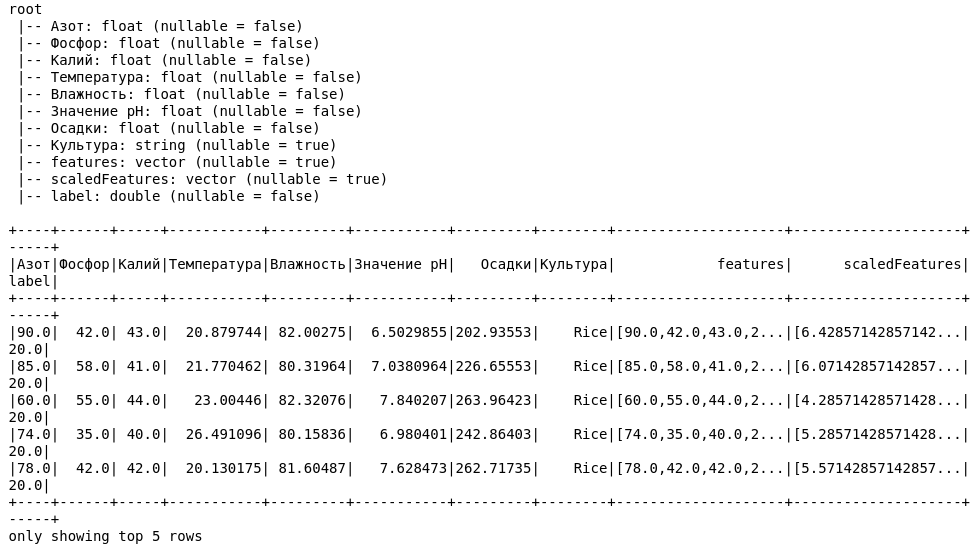 root
 |-- Азот: float (nullable = false)
 |-- Фосфор: float (nullable = false)
 |-- Калий: float (nullable = false)
 |-- Температура: float (nullable = false)
 |-- Влажность: float (nullable = false)
 |-- Значение pH: float (nullable = false)
 |-- Осадки: float (nullable = false)
 |-- Культура: string (nullable = true)
 |-- features: vector (nullable = true)
 |-- scaledFeatures: vector (nullable = true)
 |-- label: double (nullable = false)

+----+------+-----+-----------+---------+-----------+---------+--------+--------------------+--------------------+
-----+
|Азот|Фосфор|Калий|Температура|Влажность|Значение pH|   Осадки|Культура|            features|      scaledFeatures|
label|
+----+------+-----+-----------+---------+-----------+---------+--------+--------------------+--------------------+
-----+
|90.0|  42.0| 43.0|  20.879744| 82.00275|  6.5029855|202.93553|    Rice|[90.0,42.0,43.0,2...|[6.42857142857142...|
20.0|
|85.0|  58.0| 41.0|  21.770462| 80.31964|  7.0380964|226.65553|    Rice|[85.0,58.0,41.0,2...|[6.07142857142857...|
20.0|
|60.0|  55.0| 44.0|   23.00446| 82.32076|   7.840207|263.96423|    Rice|[60.0,55.0,44.0,2...|[4.28571428571428...|
20.0|
|74.0|  35.0| 40.0|  26.491096| 80.15836|   6.980401|242.86403|    Rice|[74.0,35.0,40.0,2...|[5.28571428571428...|
20.0|
|78.0|  42.0| 42.0|  20.130175| 81.60487|   7.628473|262.71735|    Rice|[78.0,42.0,42.0,2...|[5.57142857142857...|
20.0|
+----+------+-----+-----------+---------+-----------+---------+--------+--------------------+--------------------+
-----+
only showing top 5 rows